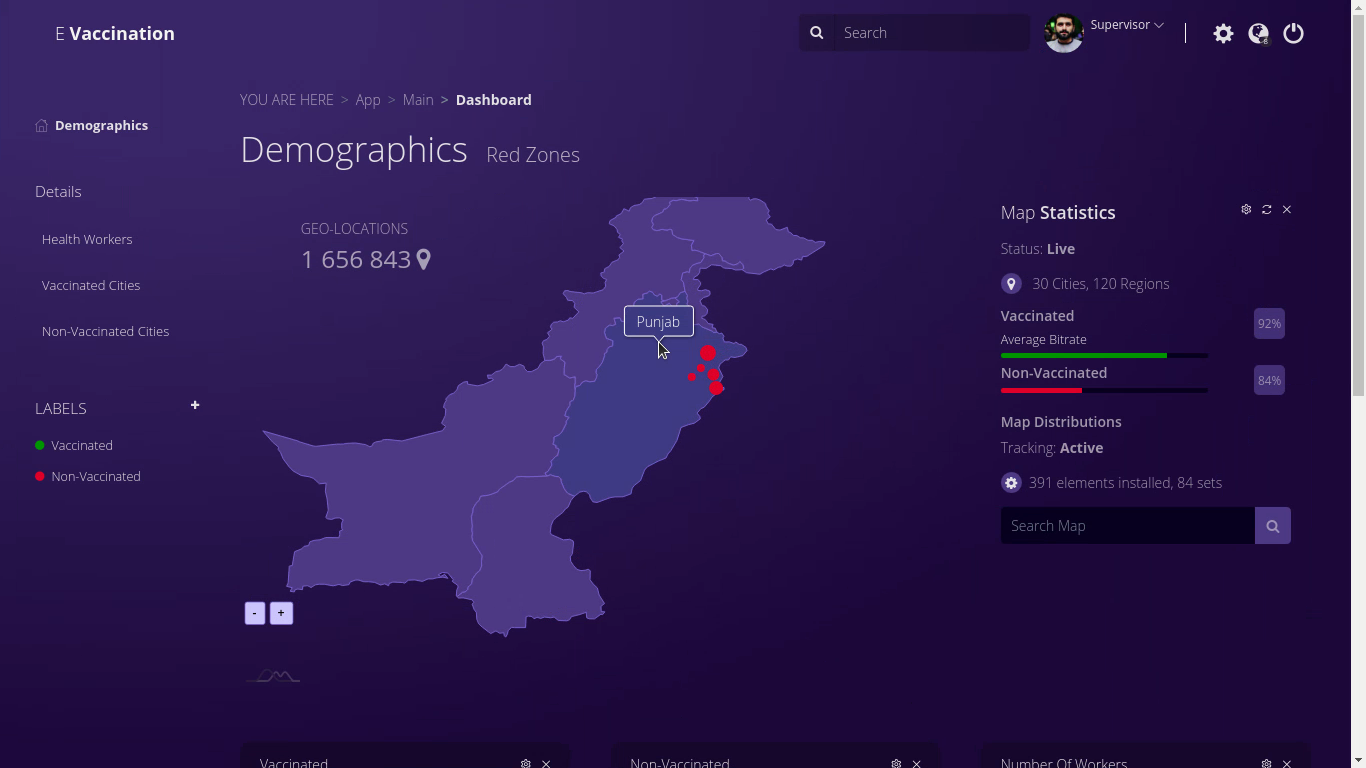 E Vaccination
Search
Supervisor
6
YOU ARE HERE > App > Main > Dashboard
Demographics
Demographics Red Zones
Details
Health Workers
Vaccinated Cities
Non-Vaccinated Cities
LABELS +
Vaccinated
Non-Vaccinated
GEO-LOCATIONS
1 656 843
Punjab
- +
Map Statistics
Status: Live
30 Cities, 120 Regions
Vaccinated
92%
Average Bitrate
Non-Vaccinated
84%
Map Distributions
Tracking: Active
391 elements installed, 84 sets
Search Map
Vaccinated
Non-Vaccinated
Number Of Workers